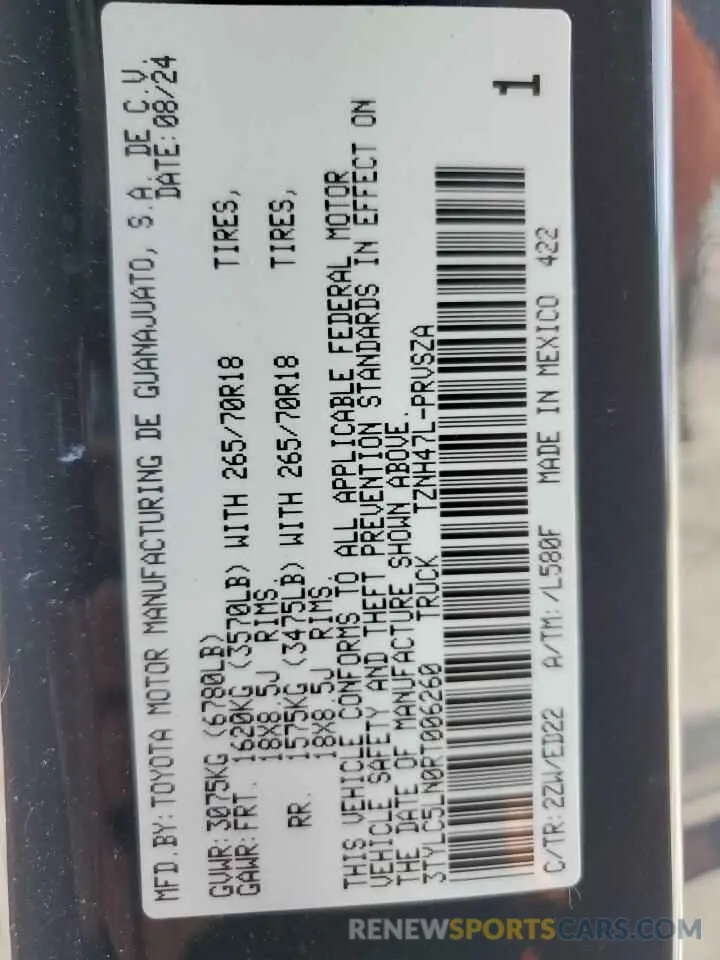 MFD.BY: TOYOTA MOTOR MANUFACTURING DE GUANAJUATO, S.A. DE C.V.
DATE: 08/24
GVWR: 3075KG (6780LB)
GAWR: FRT. 1620KG (3570LB) WITH 265/70R18 TIRES,
18X8.5J RIMS.
RR. 1575KG (3475LB) WITH 265/70R18 TIRES,
18X8.5J RIMS.
THIS VEHICLE CONFORMS TO ALL APPLICABLE FEDERAL MOTOR
VEHICLE SAFETY AND THEFT PREVENTION STANDARDS IN EFFECT ON
THE DATE OF MANUFACTURE SHOWN ABOVE.
3TYLC5LN0RT006260 TRUCK TZNH47L-PRVSZA
1
C/TR: 2ZW/ED22 A/TM: /L580F MADE IN MEXICO 422
RENEWSPORTSCARS.COM